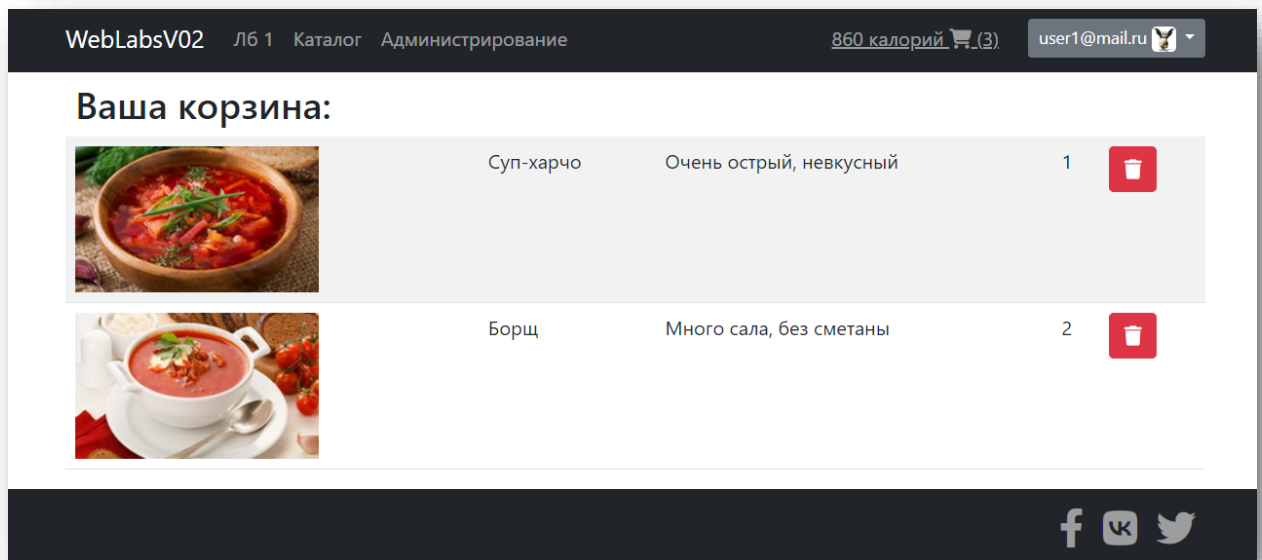 WebLabsV02 Лб 1 Каталог Администрирование 860 калорий (3) user1@mail.ru
Ваша корзина:
Суп-харчо Очень острый, невкусный 1
Борщ Много сала, без сметаны 2